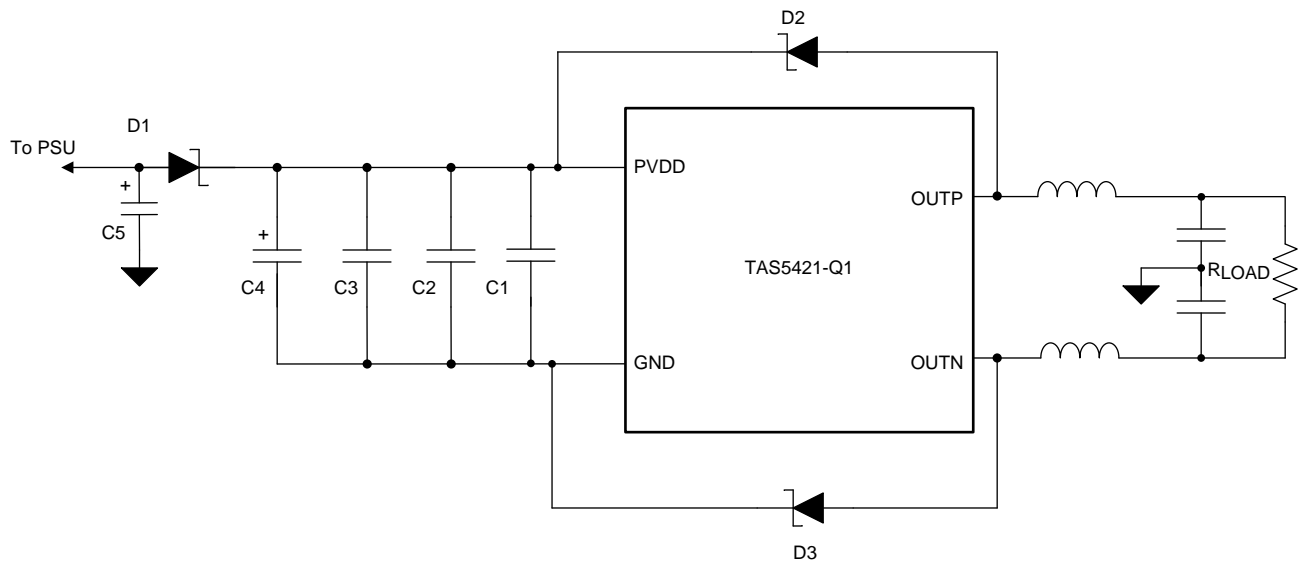 D2
D1
To PSU
PVDD
+
OUTP
C5
+
TAS5421-Q1
RLOAD
C4
C3
C2
C1
GND
OUTN
D3